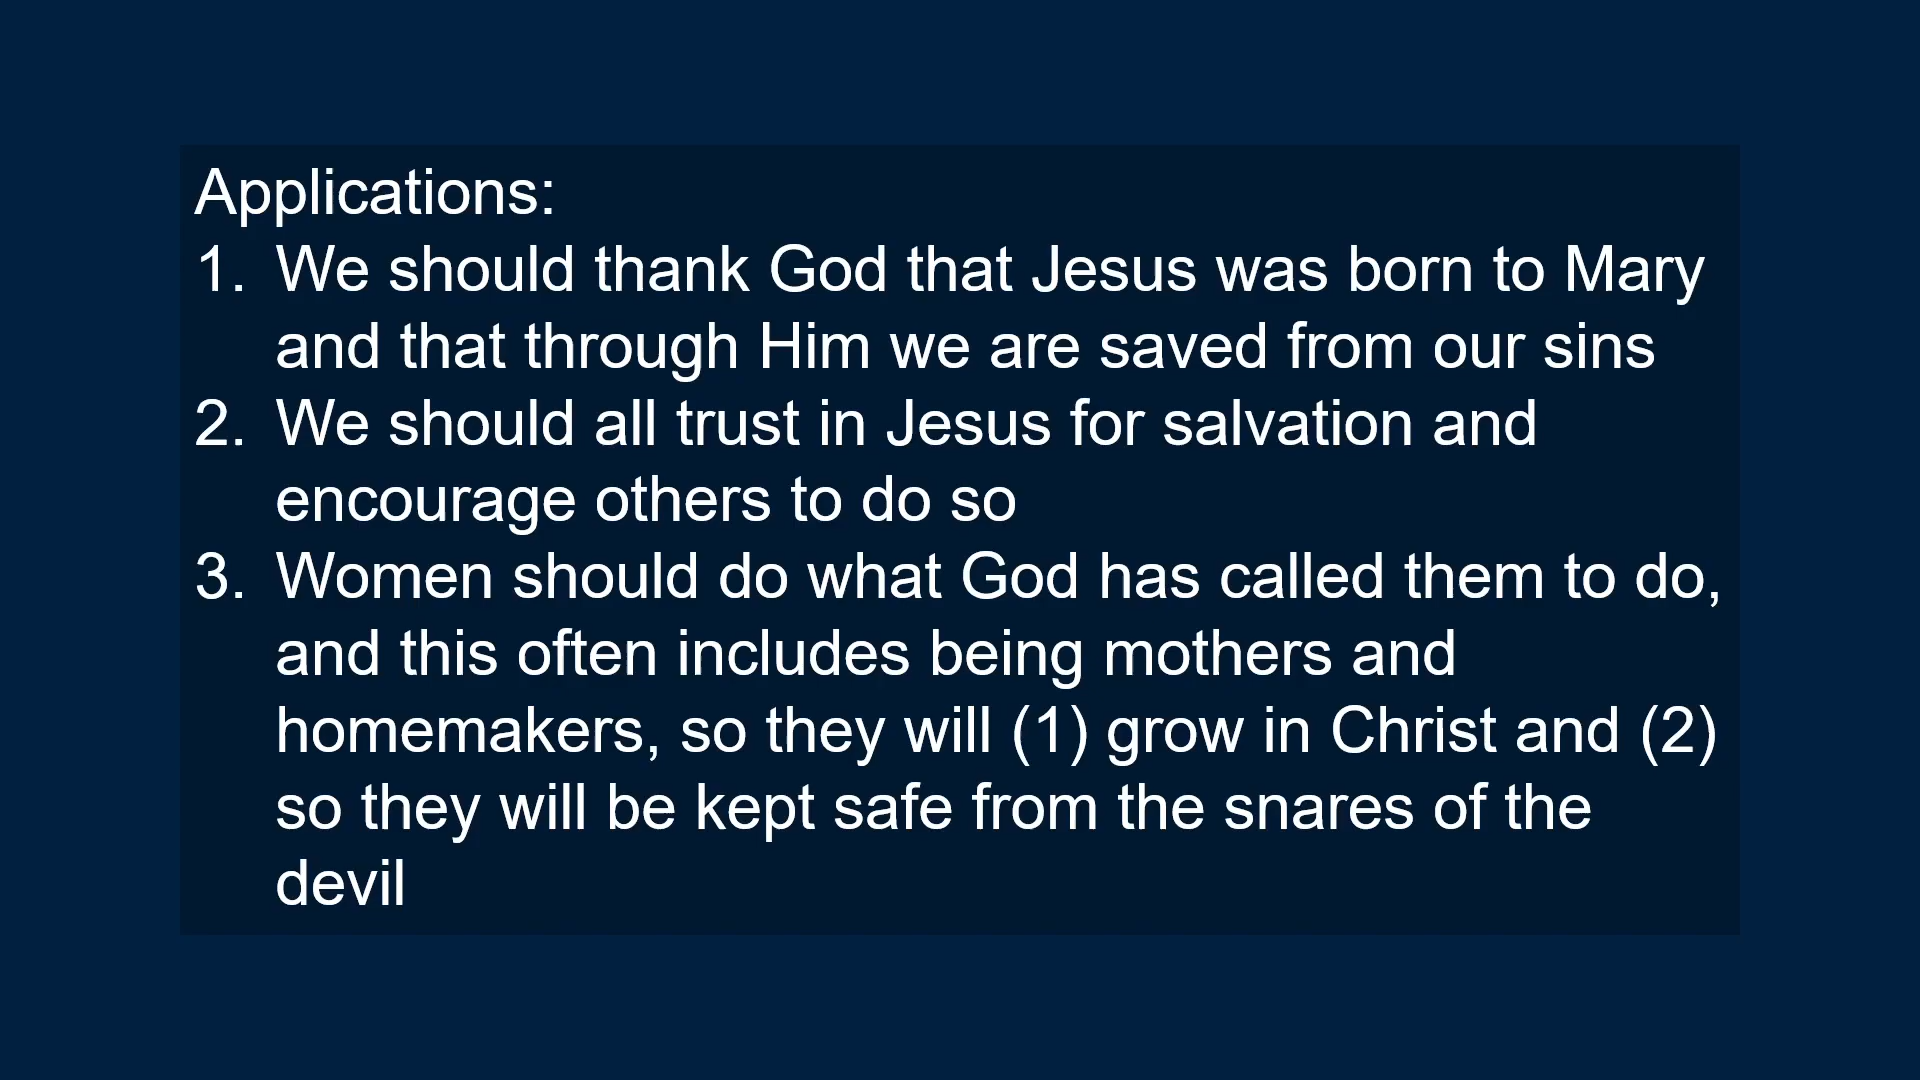 Applications:
1. We should thank God that Jesus was born to Mary
and that through Him we are saved from our sins
2. We should all trust in Jesus for salvation and
encourage others to do so
3. Women should do what God has called them to do,
and this often includes being mothers and
homemakers, so they will (1) grow in Christ and (2)
so they will be kept safe from the snares of the
devil